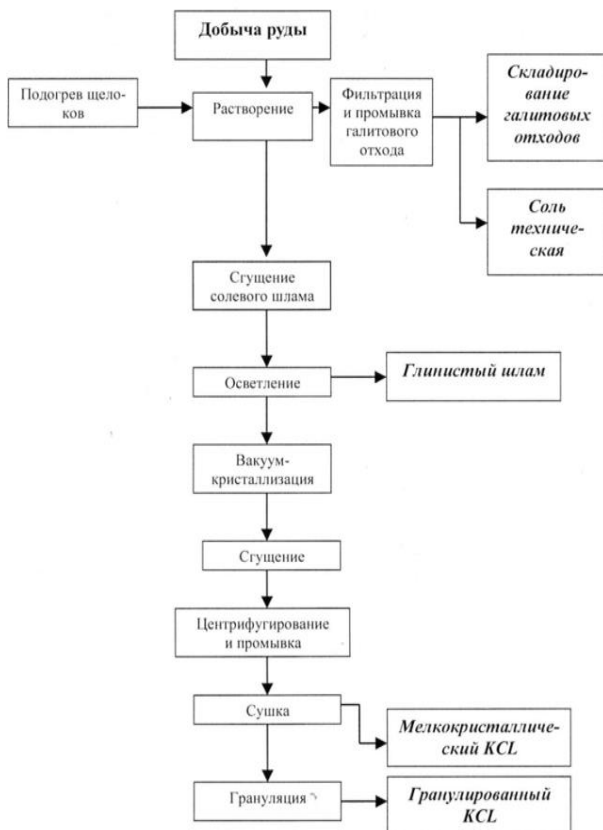 Добыча руды
Подогрев щело-
ков
Растворение
Фильтрация
и промывка
галитового
отхода
Складиро-
вание
галитовых
отходов
Соль
техниче-
ская
Сгущение
солевого шлама
Осветление
Глинистый шлам
Вакуум-
кристаллизация
Сгущение
Центрифугирование
и промывка
Сушка
Мелкокристалличе-
ский KCL
Грануляция
Гранулированный
KCL